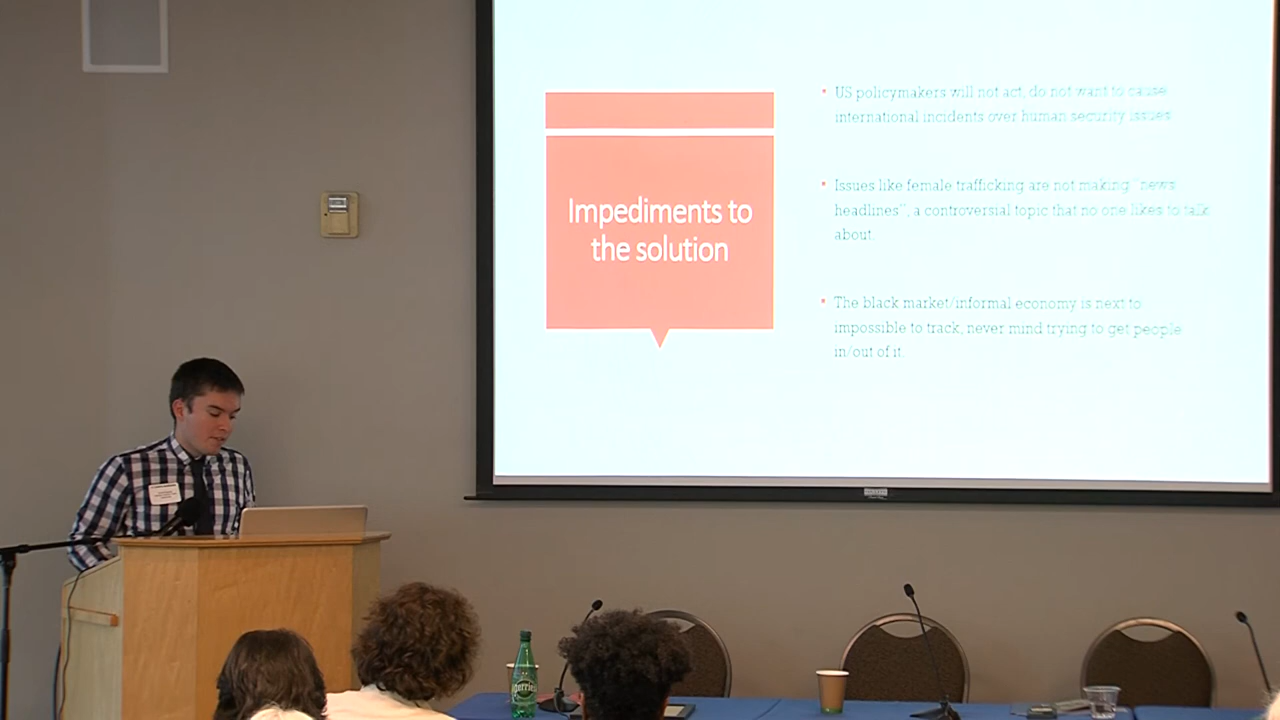 Impediments to
the solution
US policymakers will not act, do not want to cause
international incidents over human security issues
Issues like female trafficking are not making "news
headlines", a controversial topic that no one likes to talk
about.
The black market/informal economy is next to
impossible to track, never mind trying to get people
in/out of it.
perrier